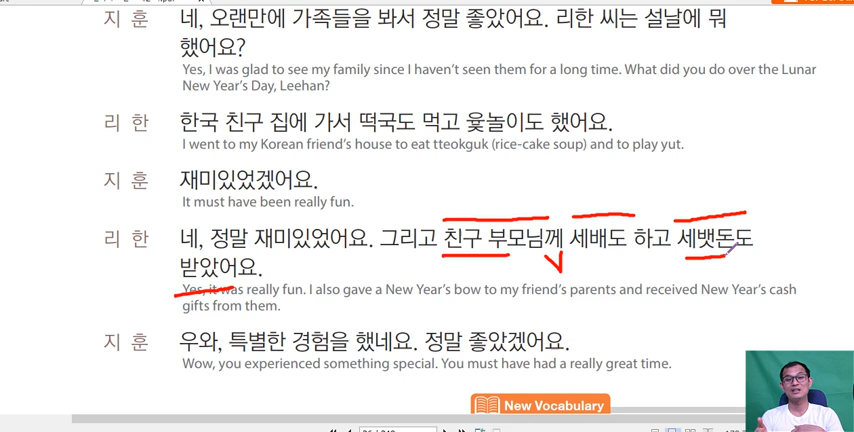 지 훈 네, 오랜만에 가족들을 봐서 정말 좋았어요. 리한 씨는 설날에 뭐
했어요?
Yes, I was glad to see my family since I haven't seen them for a long time. What did you do over the Lunar
New Year's Day, Leehan?
리 한 한국 친구 집에 가서 떡국도 먹고 윷놀이도 했어요.
I went to my Korean friend's house to eat tteokguk (rice-cake soup) and to play yut.
지 훈 재미있었겠어요.
It must have been really fun.
리 한 네, 정말 재미있었어요. 그리고 친구 부모님께 세배도 하고 세뱃돈도
받았어요.
Yes, it was really fun. I also gave a New Year's bow to my friend's parents and received New Year's cash
gifts from them.
지 훈 우와, 특별한 경험을 했네요. 정말 좋았겠어요.
Wow, you experienced something special. You must have had a really great time.
New Vocabulary